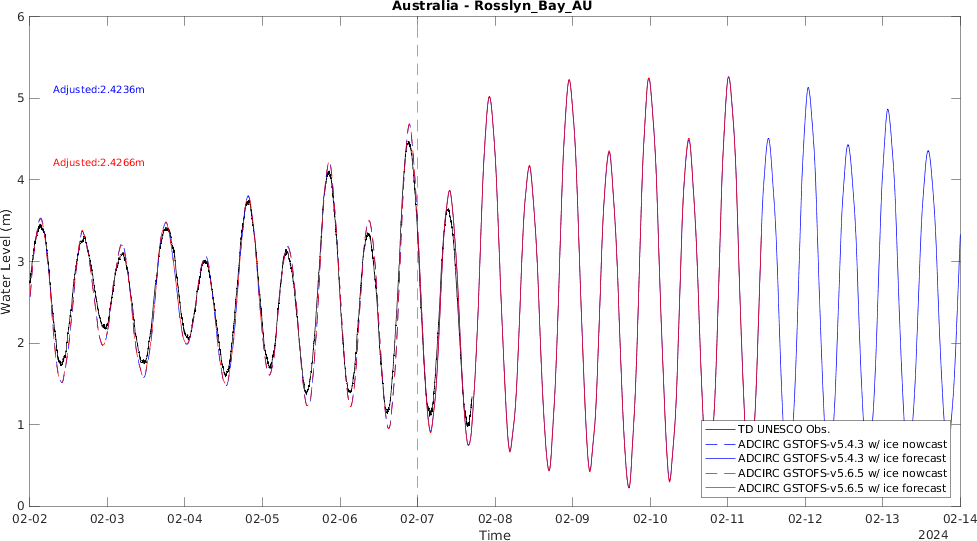 Australia - Rosslyn_Bay_AU
6
5
4
3
2
1
0
Water Level (m)
Adjusted:2.4236m
Adjusted:2.4266m
TD UNESCO Obs.
ADCIRC GSTOFS-v5.4.3 w/ ice nowcast
ADCIRC GSTOFS-v5.4.3 w/ ice forecast
ADCIRC GSTOFS-v5.6.5 w/ ice nowcast
ADCIRC GSTOFS-v5.6.5 w/ ice forecast
02-02 02-03 02-04 02-05 02-06 02-07 02-08 02-09 02-10 02-11 02-12 02-13 02-14
Time
2024